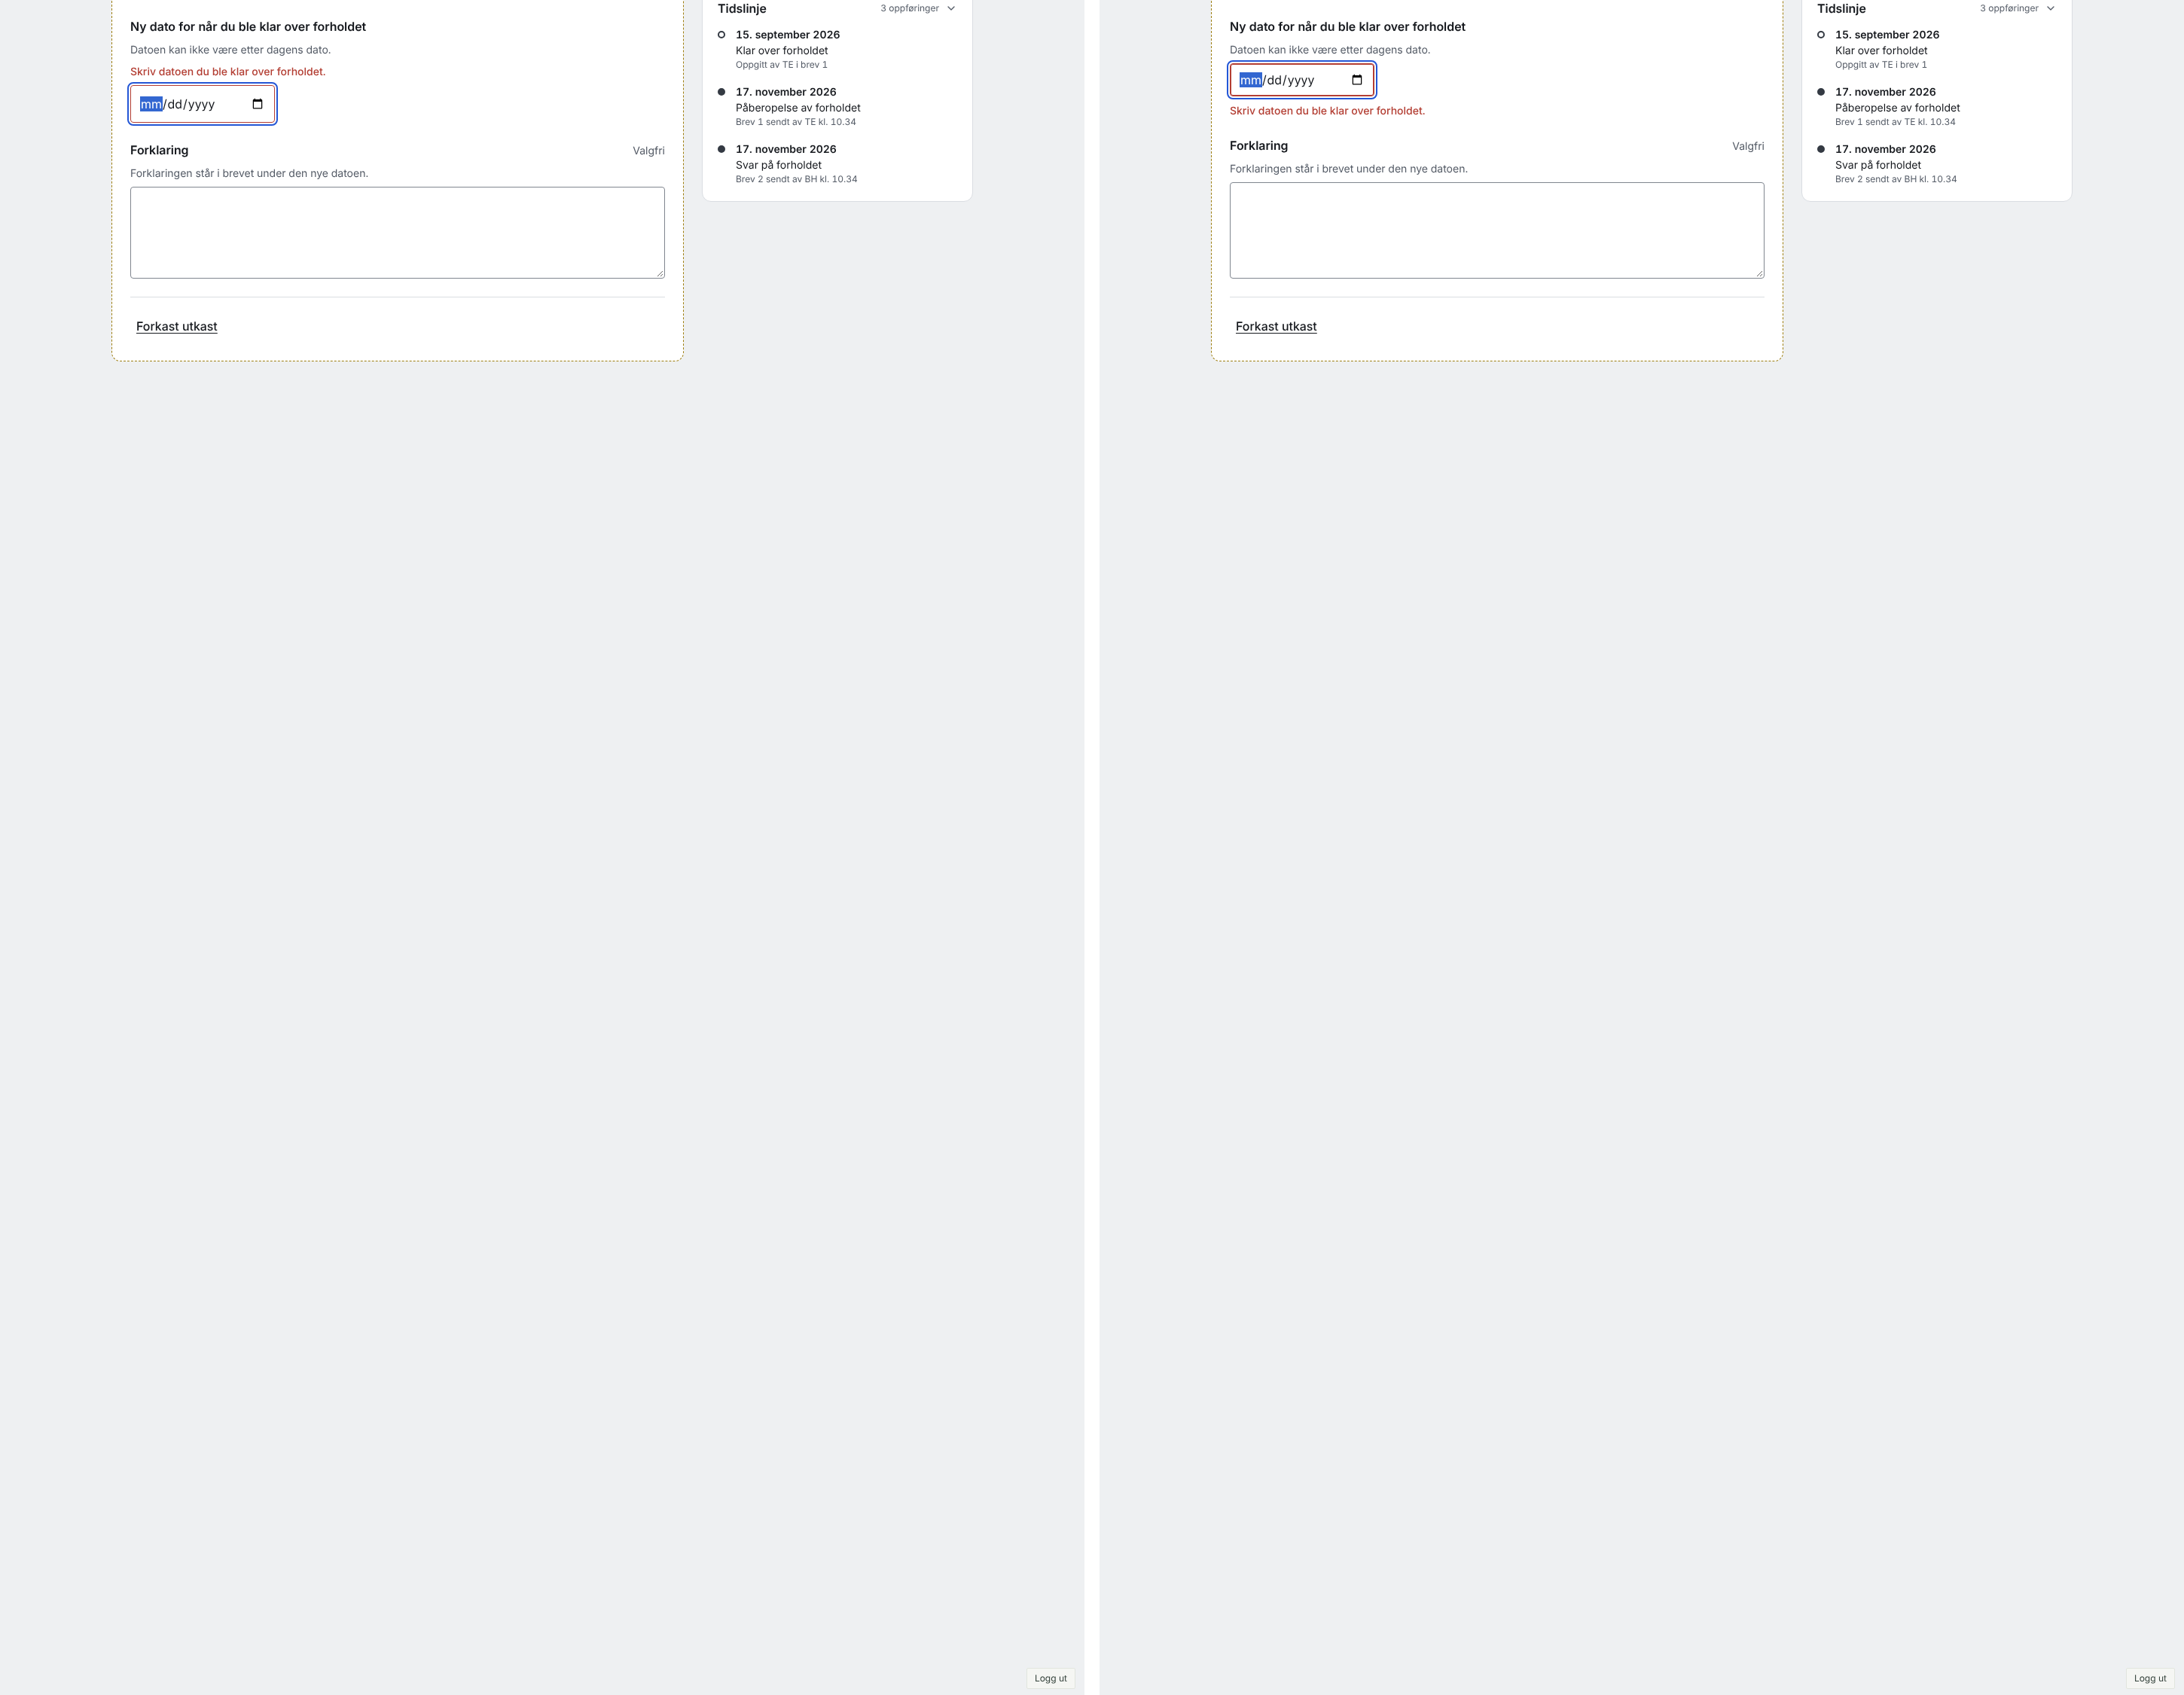 Ny dato for når du ble klar over forholdet
Datoen kan ikke være etter dagens dato.
Skriv datoen du ble klar over forholdet.
mm/dd/yyyy
Forklaring
Valgfri
Forklaringen står i brevet under den nye datoen.
Forkast utkast
Tidslinje
3 oppføringer
15. september 2026
Klar over forholdet
Oppgitt av TE i brev 1
17. november 2026
Påberopelse av forholdet
Brev 1 sendt av TE kl. 10.34
17. november 2026
Svar på forholdet
Brev 2 sendt av BH kl. 10.34
Logg ut
Ny dato for når du ble klar over forholdet
Datoen kan ikke være etter dagens dato.
mm/dd/yyyy
Skriv datoen du ble klar over forholdet.
Forklaring
Valgfri
Forklaringen står i brevet under den nye datoen.
Forkast utkast
Tidslinje
3 oppføringer
15. september 2026
Klar over forholdet
Oppgitt av TE i brev 1
17. november 2026
Påberopelse av forholdet
Brev 1 sendt av TE kl. 10.34
17. november 2026
Svar på forholdet
Brev 2 sendt av BH kl. 10.34
Logg ut